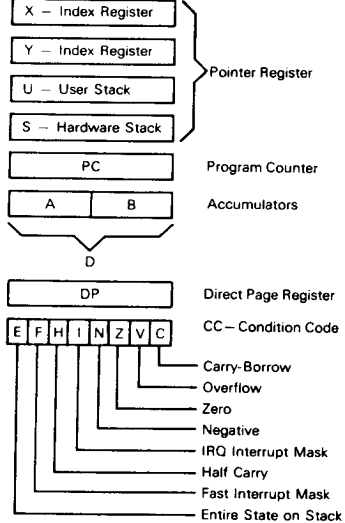 X – Index Register
Y – Index Register
U – User Stack
S – Hardware Stack
Pointer Register
PC
Program Counter
A B
Accumulators
D
DP
Direct Page Register
E F H I N Z V C
CC – Condition Code
Carry-Borrow
Overflow
Zero
Negative
IRQ Interrupt Mask
Half Carry
Fast Interrupt Mask
Entire State on Stack